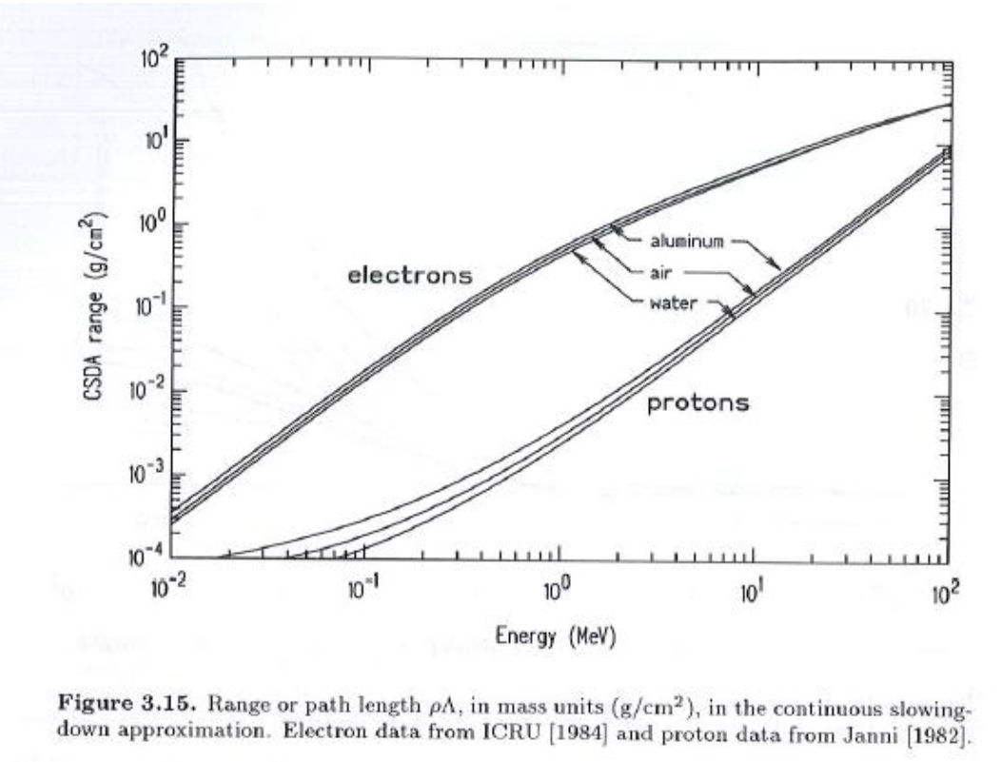 10²
10¹
10⁰
10⁻¹
10⁻²
10⁻³
10⁻⁴
CSDA range (g/cm²)
electrons
aluminum
air
water
protons
10⁻² 10⁻¹ 10⁰ 10¹ 10²
Energy (MeV)
Figure 3.15. Range or path length ρΛ, in mass units (g/cm²), in the continuous slowing-
down approximation. Electron data from ICRU [1984] and proton data from Janni [1982].